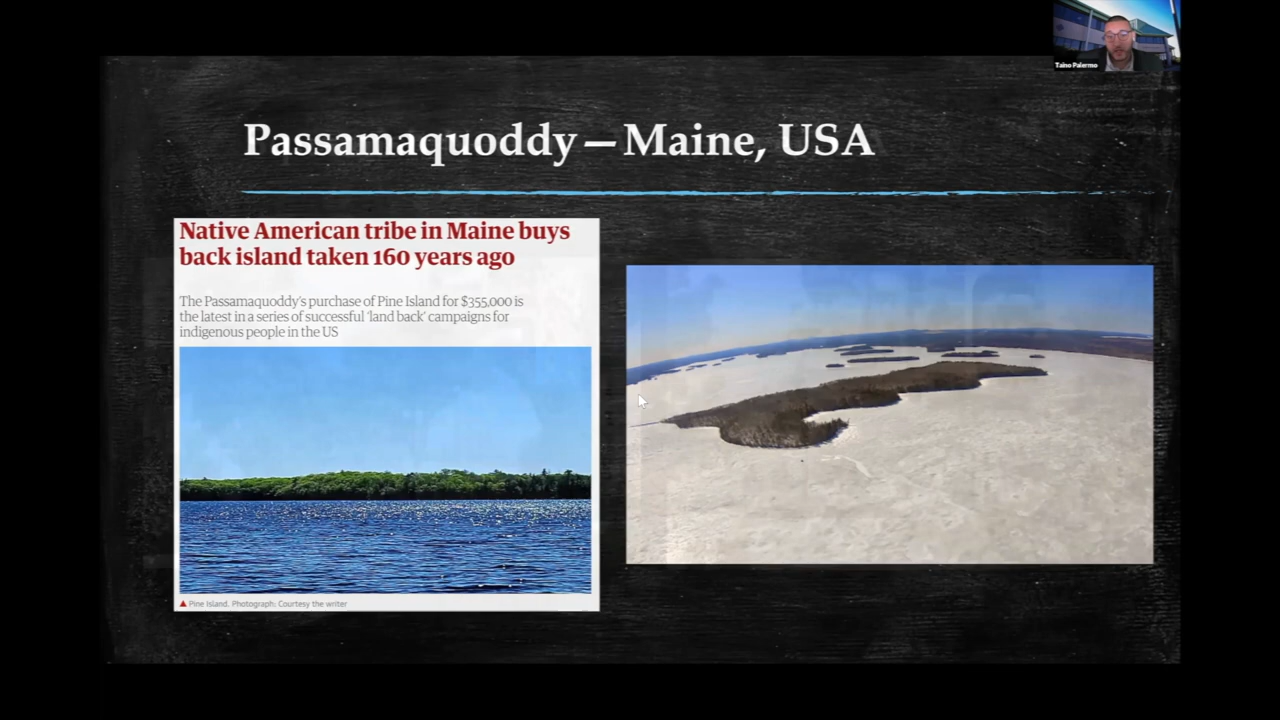 Taino Palermo
Passamaquoddy — Maine, USA
Native American tribe in Maine buys
back island taken 160 years ago
The Passamaquoddy's purchase of Pine Island for $355,000 is
the latest in a series of successful 'land back' campaigns for
indigenous people in the US
Pine Island. Photograph: Courtesy the writer